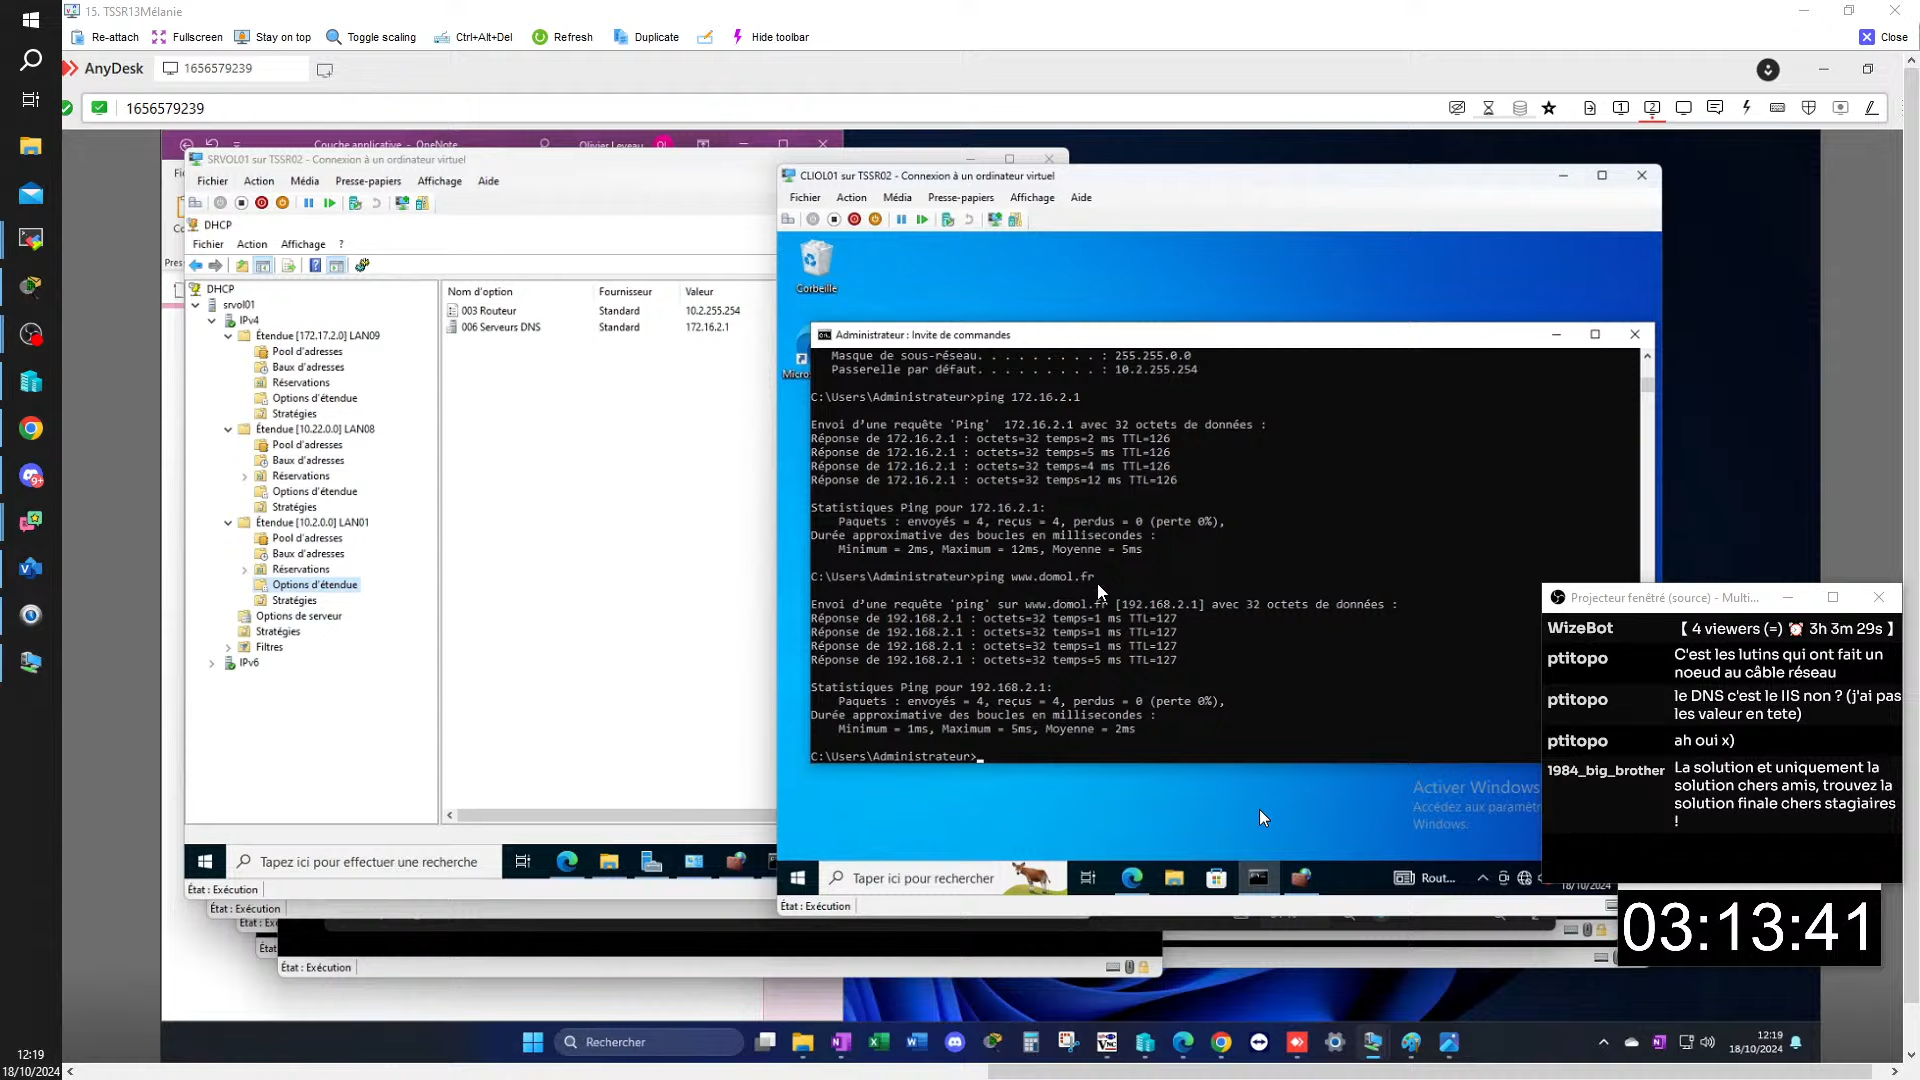 15. TSSR13Mélanie
Re-attach
Fullscreen
Stay on top
Toggle scaling
Ctrl+Alt+Del
Refresh
Duplicate
Hide toolbar
Close
AnyDesk
1656579239
1656579239
Couche applicative - OneNote
Olivier Leveau
OL
SRVOL01 sur TSSR02 - Connexion à un ordinateur virtuel
Fichier
Action
Média
Presse-papiers
Affichage
Aide
DHCP
Fichier
Action
Affichage
?
DHCP
srvol01
IPv4
Étendue [172.17.2.0] LAN09
Pool d'adresses
Baux d'adresses
Réservations
Options d'étendue
Stratégies
Étendue [10.22.0.0] LAN08
Pool d'adresses
Baux d'adresses
Réservations
Options d'étendue
Stratégies
Étendue [10.2.0.0] LAN01
Pool d'adresses
Baux d'adresses
Réservations
Options d'étendue
Stratégies
Options de serveur
Stratégies
Filtres
IPv6
Nom d'option
Fournisseur
Valeur
003 Routeur
Standard
10.2.255.254
006 Serveurs DNS
Standard
172.16.2.1
Tapez ici pour effectuer une recherche
État : Exécution
État : Exécution
État : Exécution
CLIOL01 sur TSSR02 - Connexion à un ordinateur virtuel
Fichier
Action
Média
Presse-papiers
Affichage
Aide
Corbeille
Administrateur : Invite de commandes
Masque de sous-réseau. . . . . . . . . : 255.255.0.0
Passerelle par défaut. . . . . . . . . : 10.2.255.254
C:\Users\Administrateur>ping 172.16.2.1
Envoi d'une requête 'Ping'  172.16.2.1 avec 32 octets de données :
Réponse de 172.16.2.1 : octets=32 temps=2 ms TTL=126
Réponse de 172.16.2.1 : octets=32 temps=5 ms TTL=126
Réponse de 172.16.2.1 : octets=32 temps=4 ms TTL=126
Réponse de 172.16.2.1 : octets=32 temps=12 ms TTL=126
Statistiques Ping pour 172.16.2.1:
Paquets : envoyés = 4, reçus = 4, perdus = 0 (perte 0%),
Durée approximative des boucles en millisecondes :
Minimum = 2ms, Maximum = 12ms, Moyenne = 5ms
C:\Users\Administrateur>ping www.domol.fr
Envoi d'une requête 'ping' sur www.domol.fr [192.168.2.1] avec 32 octets de données :
Réponse de 192.168.2.1 : octets=32 temps=1 ms TTL=127
Réponse de 192.168.2.1 : octets=32 temps=1 ms TTL=127
Réponse de 192.168.2.1 : octets=32 temps=1 ms TTL=127
Réponse de 192.168.2.1 : octets=32 temps=5 ms TTL=127
Statistiques Ping pour 192.168.2.1:
Paquets : envoyés = 4, reçus = 4, perdus = 0 (perte 0%),
Durée approximative des boucles en millisecondes :
Minimum = 1ms, Maximum = 5ms, Moyenne = 2ms
C:\Users\Administrateur>
Activer Windows
Accédez aux paramètr
Windows.
Taper ici pour rechercher
Rout...
18/10/2024
État : Exécution
Projecteur fenêtré (source) - Multi...
WizeBot 【 4 viewers (=) ⏰ 3h 3m 29s 】
ptitopo C'est les lutins qui ont fait un
noeud au câble réseau
ptitopo le DNS c'est le IIS non ? (j'ai pas
les valeur en tete)
ptitopo ah oui x)
1984_big_brother La solution et uniquement la
solution chers amis, trouvez la
solution finale chers stagiaires
!
03:13:41
Rechercher
12:19
18/10/2024
12:19
18/10/2024